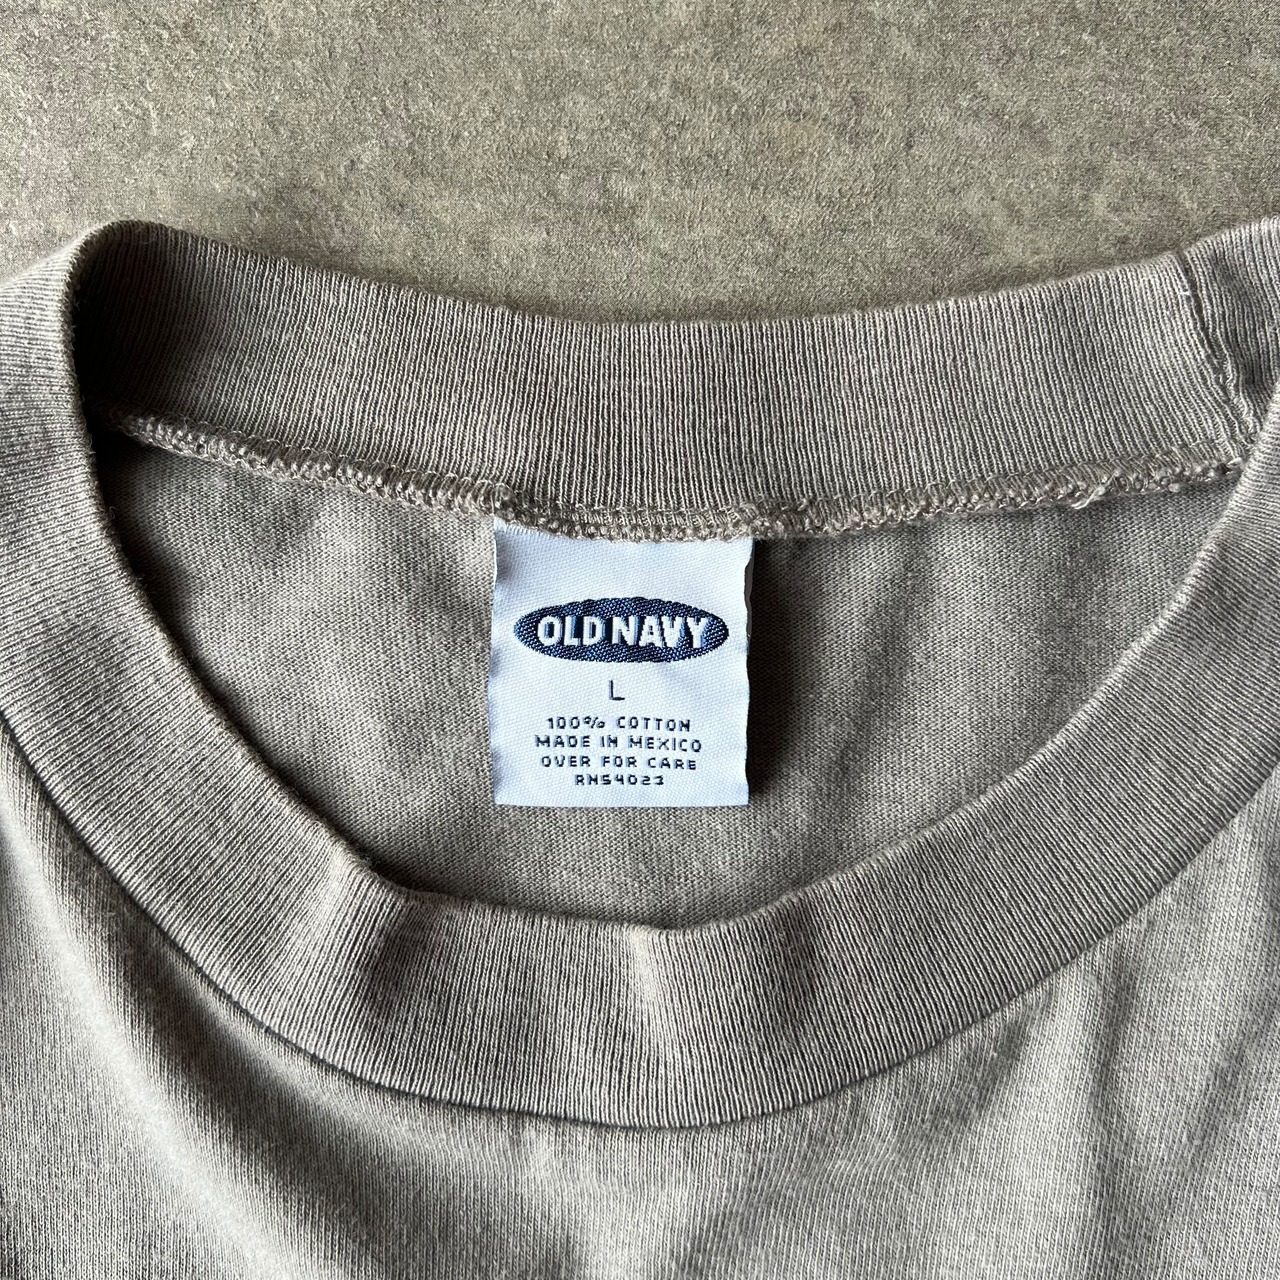 OLD NAVY
L
100% COTTON
MADE IN MEXICO
OVER FOR CARE
RN54023